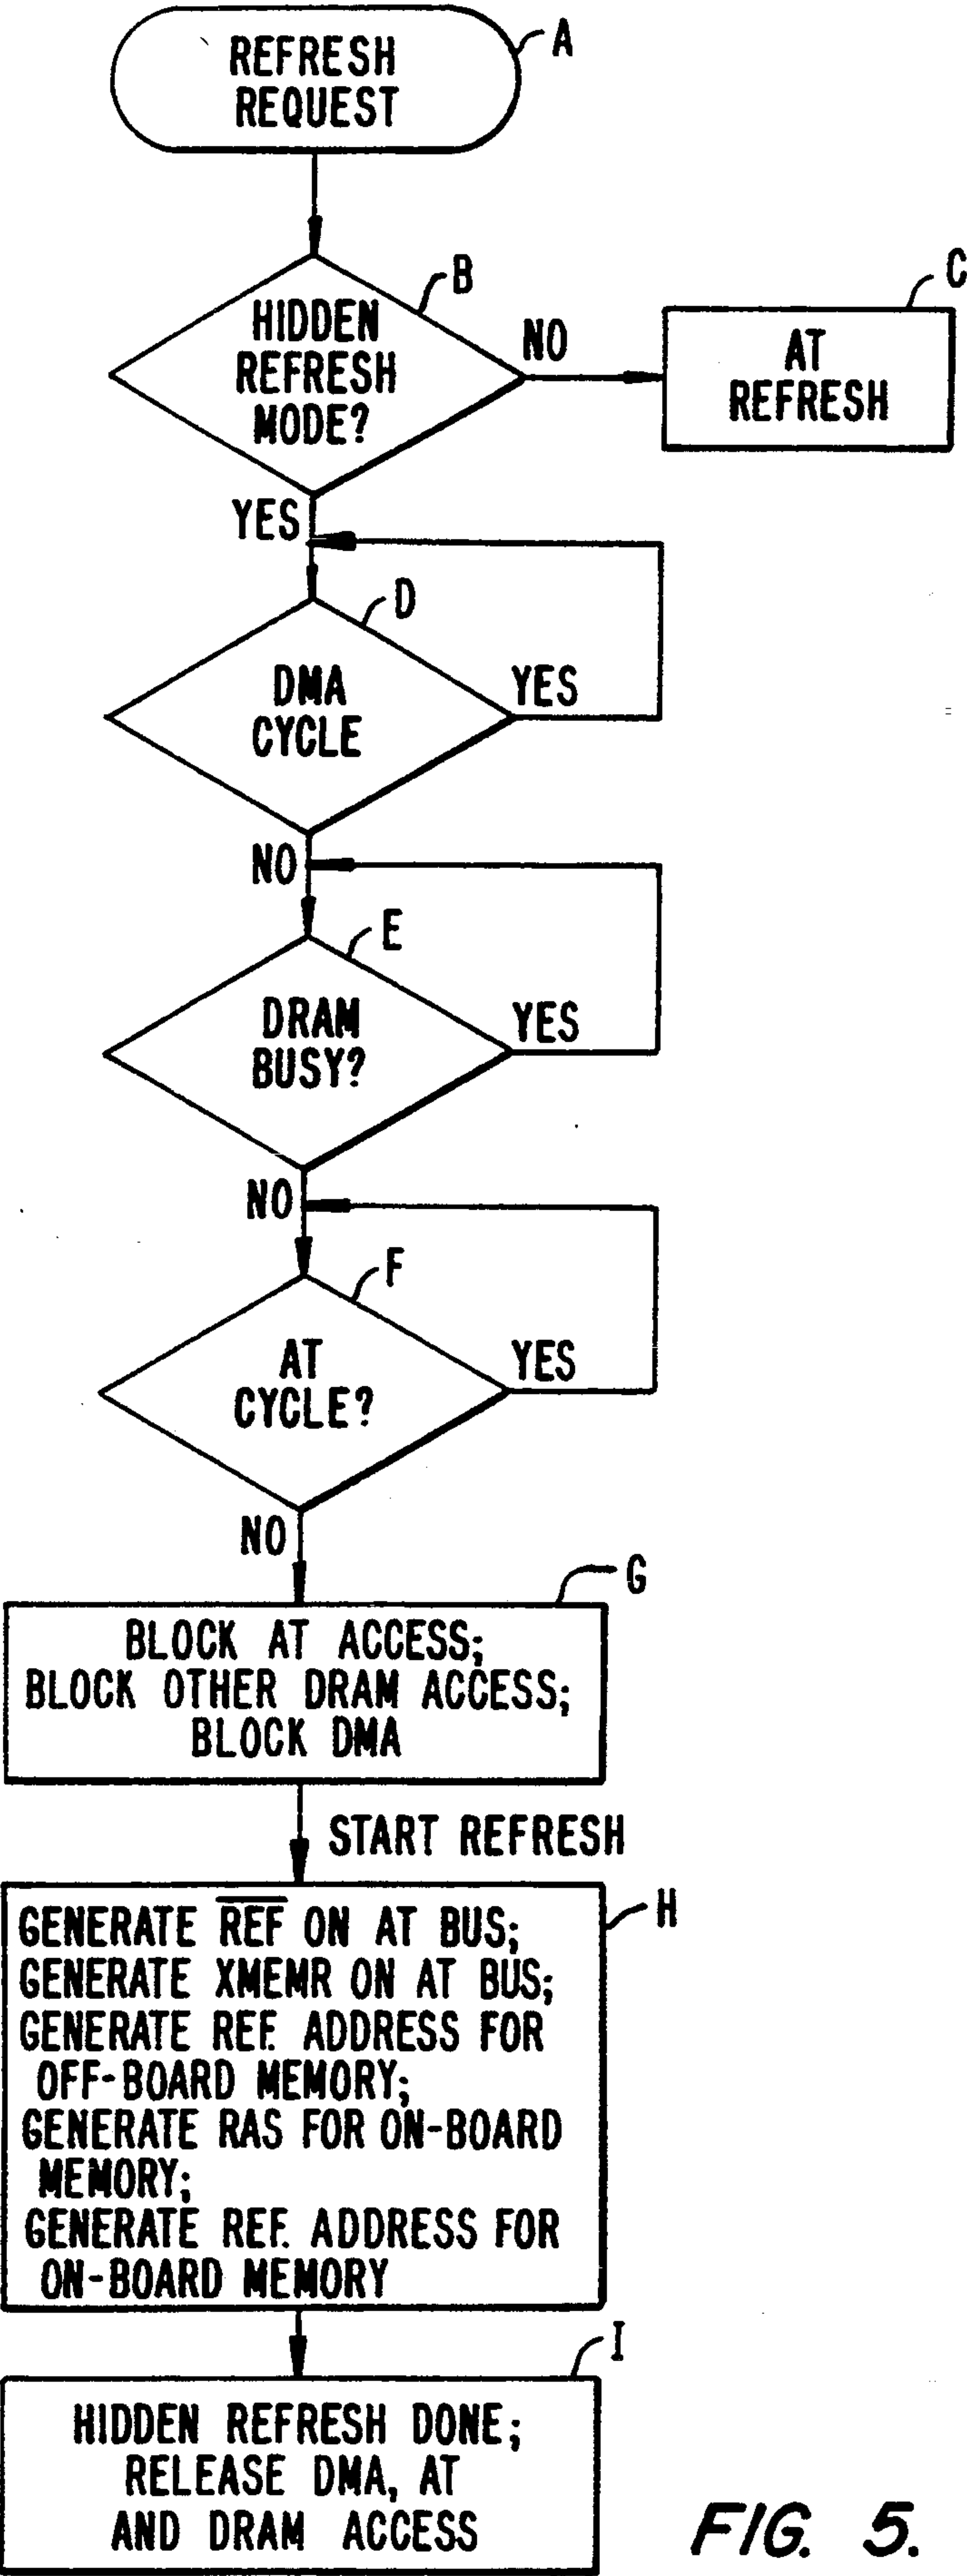 REFRESH
REQUEST
A
B
HIDDEN
REFRESH
MODE?
NO
C
AT
REFRESH
YES
D
DMA
CYCLE
YES
NO
E
DRAM
BUSY?
YES
NO
F
AT
CYCLE?
YES
NO
G
BLOCK AT ACCESS;
BLOCK OTHER DRAM ACCESS;
BLOCK DMA
START REFRESH
H
GENERATE R̅E̅F̅ ON AT BUS;
GENERATE XMEMR ON AT BUS;
GENERATE REF. ADDRESS FOR
OFF-BOARD MEMORY;
GENERATE RAS FOR ON-BOARD
MEMORY;
GENERATE REF. ADDRESS FOR
ON-BOARD MEMORY
I
HIDDEN REFRESH DONE;
RELEASE DMA, AT
AND DRAM ACCESS
FIG. 5.